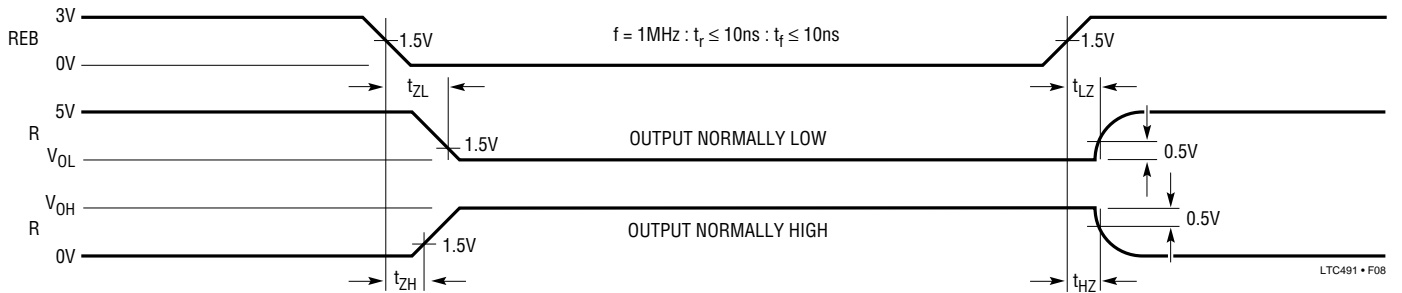 3V
REB
1.5V
f = 1MHz : tr ≤ 10ns : tf ≤ 10ns
1.5V
0V
tZL
tLZ
5V
R
1.5V
OUTPUT NORMALLY LOW
0.5V
VOL
VOH
R
1.5V
OUTPUT NORMALLY HIGH
0.5V
0V
tZH
tHZ
LTC491 • F08